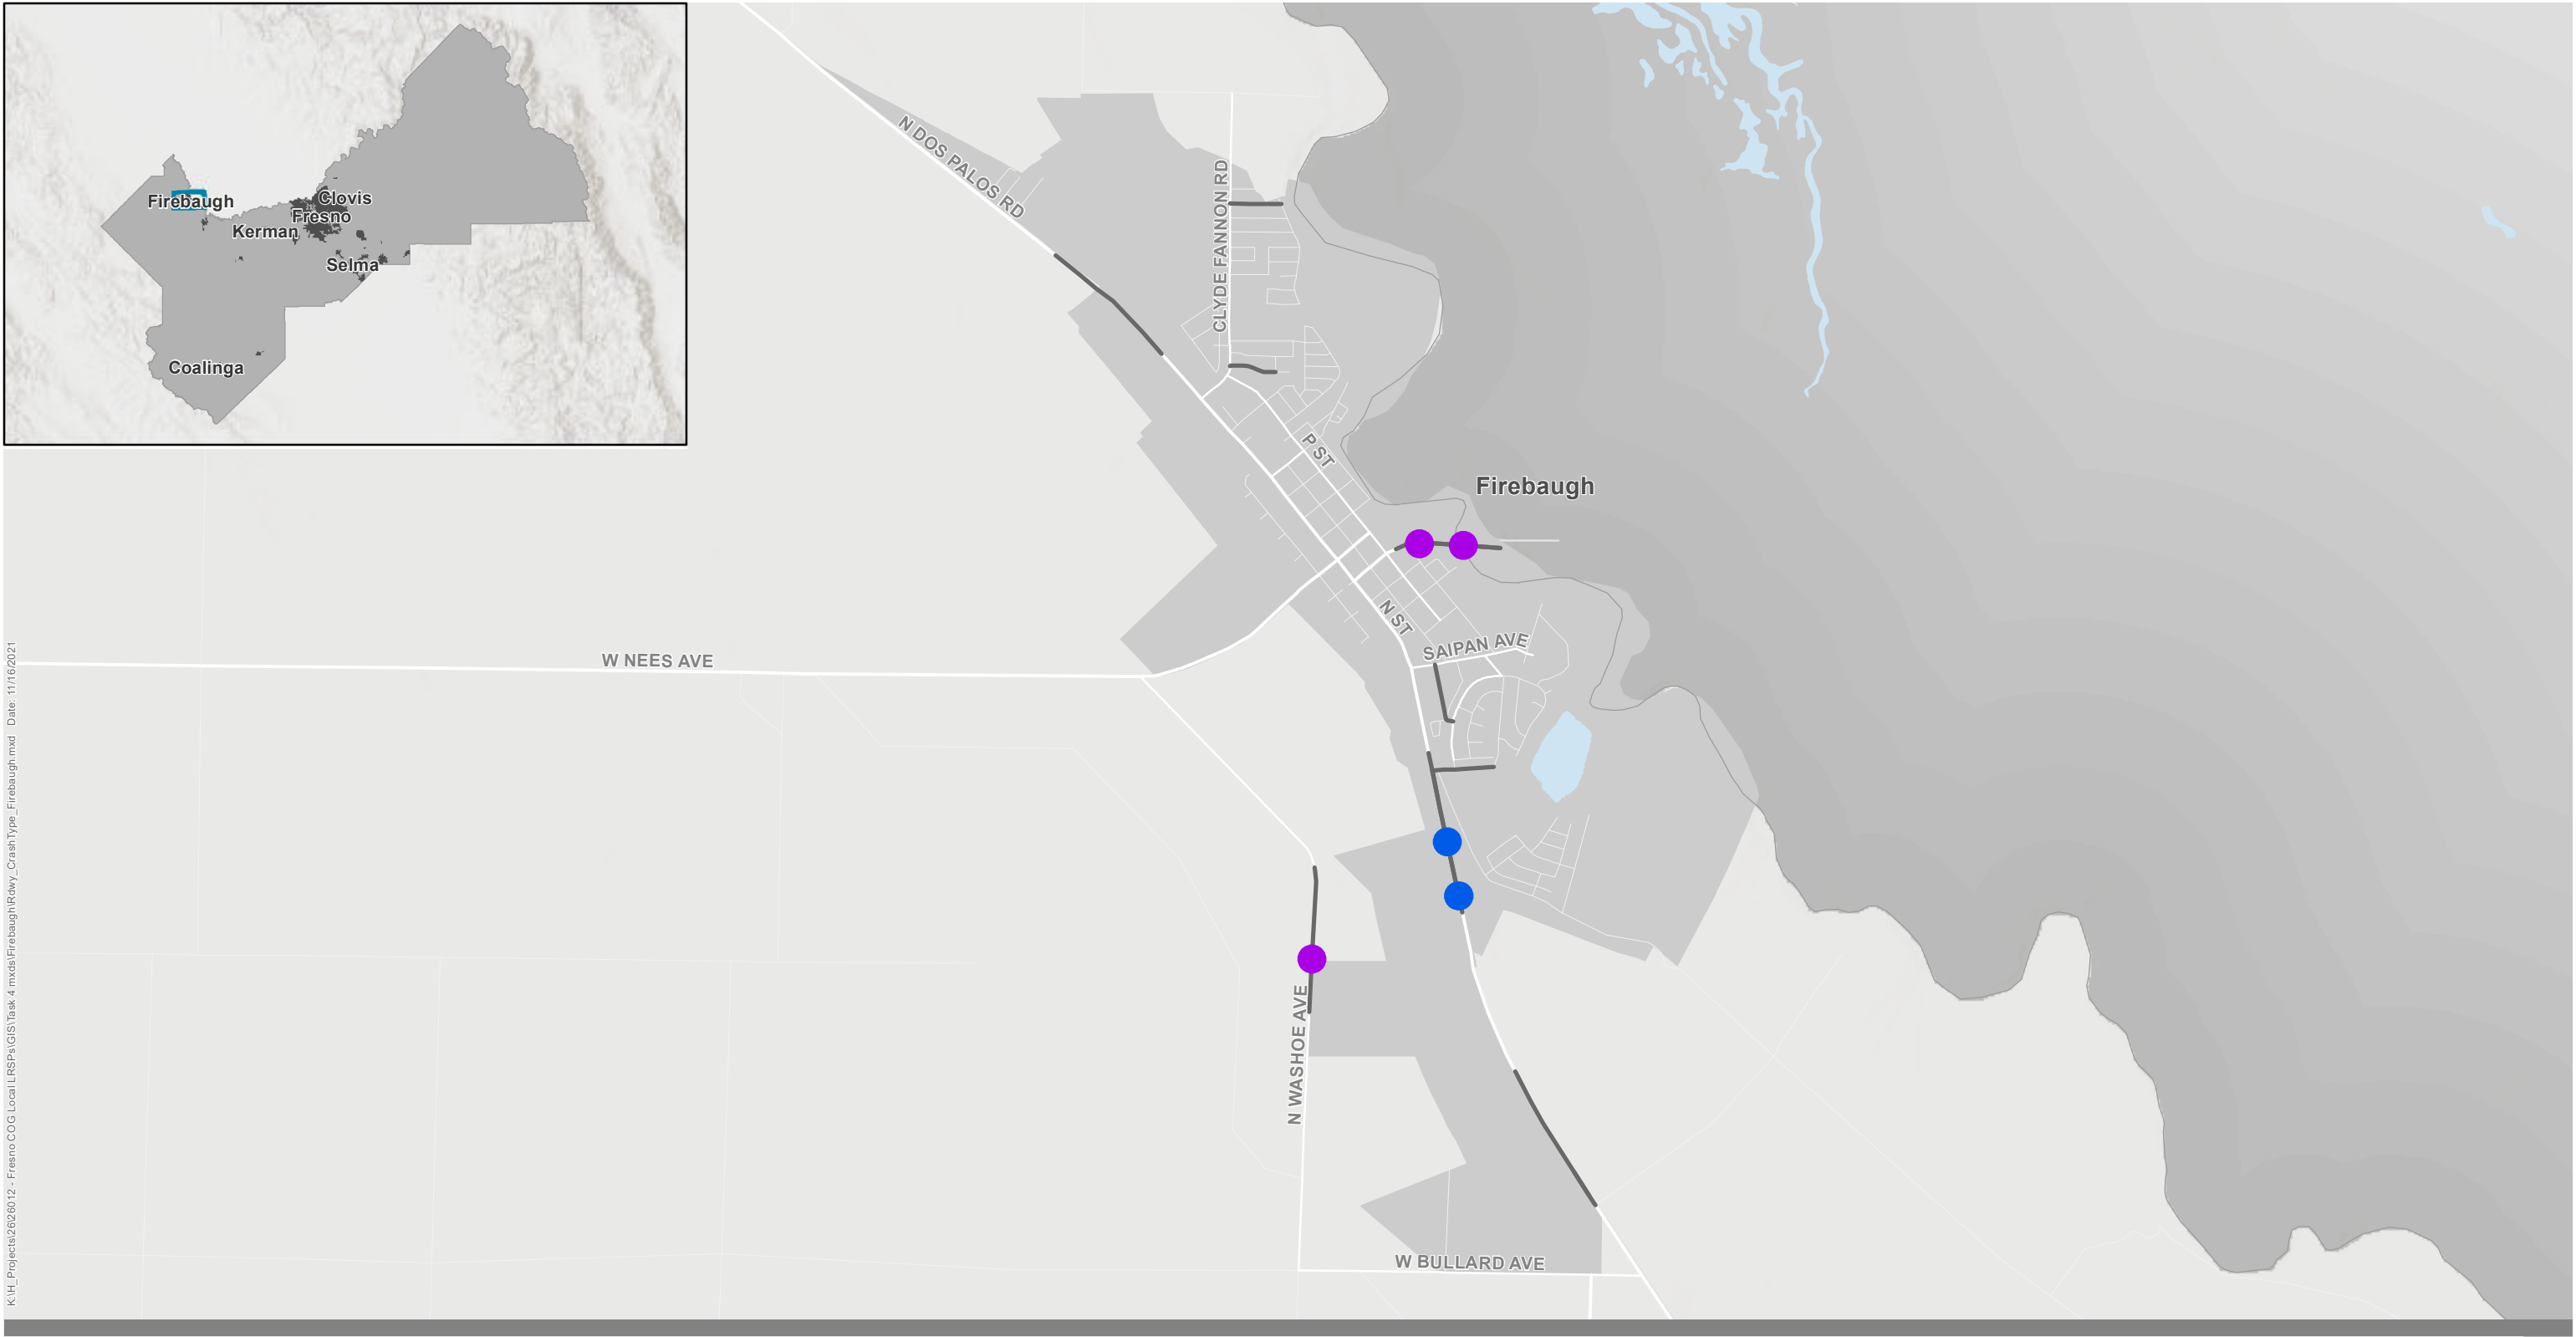 Clovis
Firebaugh
Fresno
Kerman
Selma
Coalinga
N DOS PALOS RD
CLYDE FANNON RD
P ST
Firebaugh
N ST
SAIPAN AVE
W NEES AVE
N WASHOE AVE
W BULLARD AVE
K:\H_Projects\26\26012 - Fresno COG Local LRSPs\GIS\Task 4 mxds\Firebaugh\Rdwy_CrashType_Firebaugh.mxd Date: 11/16/2021